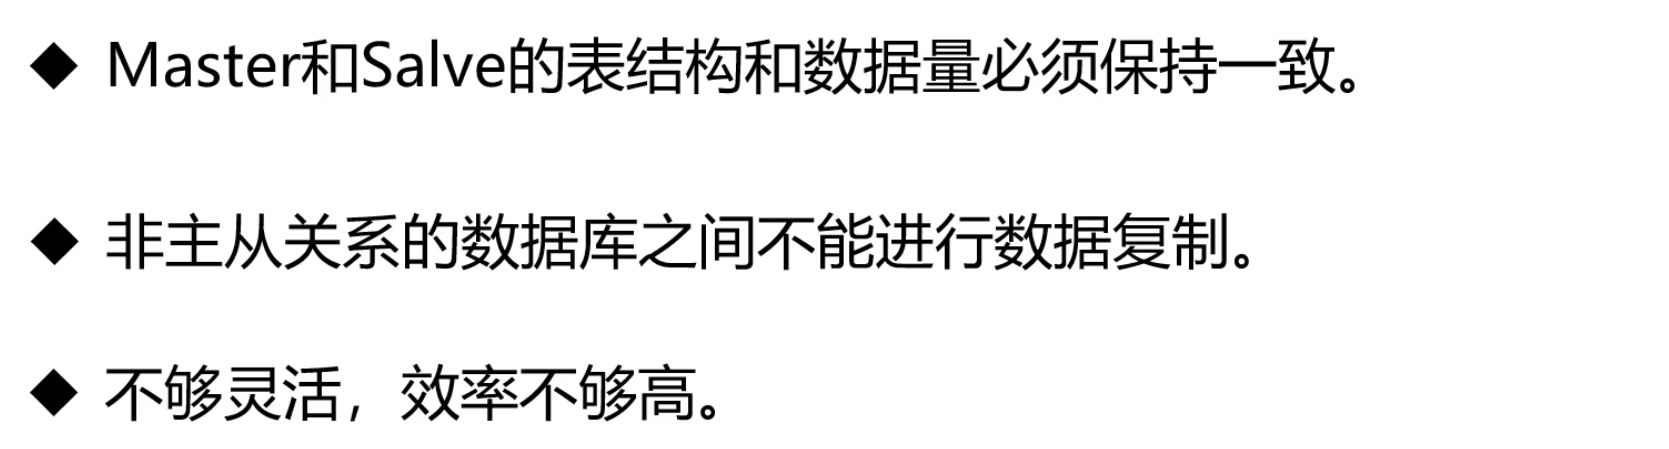 ◆ Master和Salve的表结构和数据量必须保持一致。
◆ 非主从关系的数据库之间不能进行数据复制。
◆ 不够灵活，效率不够高。